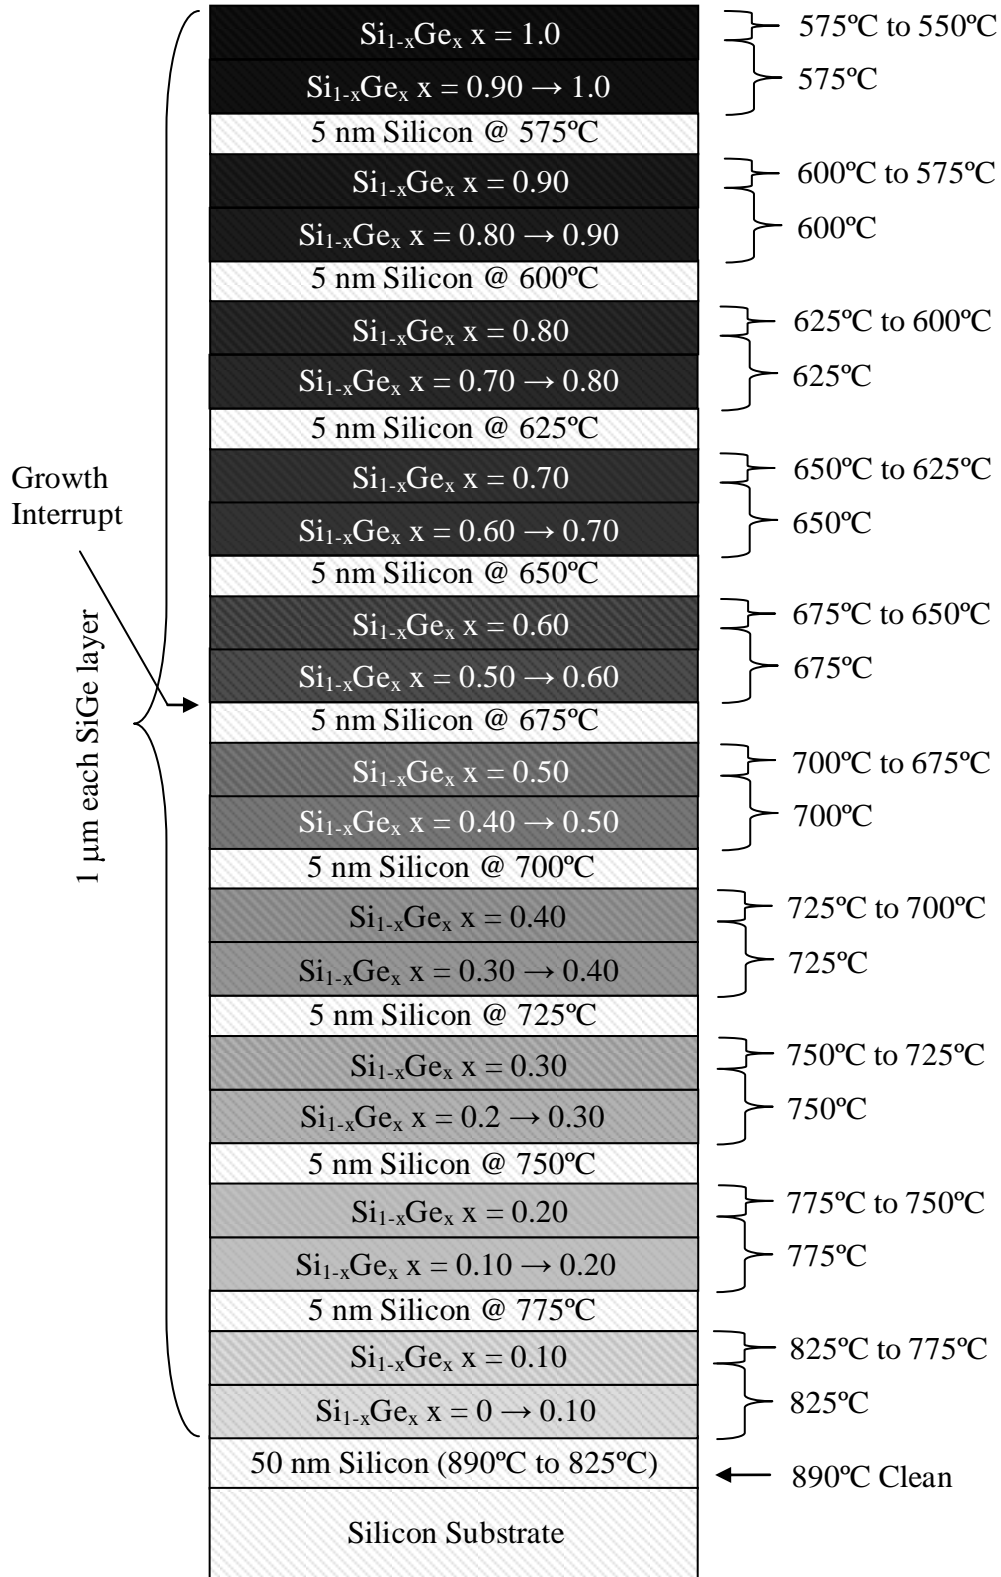 Si1-xGex x = 1.0
575ºC to 550ºC
Si1-xGex x = 0.90 → 1.0
575ºC
5 nm Silicon @ 575ºC
Si1-xGex x = 0.90
600ºC to 575ºC
Si1-xGex x = 0.80 → 0.90
600ºC
5 nm Silicon @ 600ºC
Si1-xGex x = 0.80
625ºC to 600ºC
Si1-xGex x = 0.70 → 0.80
625ºC
5 nm Silicon @ 625ºC
Si1-xGex x = 0.70
650ºC to 625ºC
Growth
Interrupt
Si1-xGex x = 0.60 → 0.70
650ºC
5 nm Silicon @ 650ºC
Si1-xGex x = 0.60
675ºC to 650ºC
Si1-xGex x = 0.50 → 0.60
675ºC
1 µm each SiGe layer
5 nm Silicon @ 675ºC
Si1-xGex x = 0.50
700ºC to 675ºC
Si1-xGex x = 0.40 → 0.50
700ºC
5 nm Silicon @ 700ºC
Si1-xGex x = 0.40
725ºC to 700ºC
Si1-xGex x = 0.30 → 0.40
725ºC
5 nm Silicon @ 725ºC
Si1-xGex x = 0.30
750ºC to 725ºC
Si1-xGex x = 0.2 → 0.30
750ºC
5 nm Silicon @ 750ºC
Si1-xGex x = 0.20
775ºC to 750ºC
Si1-xGex x = 0.10 → 0.20
775ºC
5 nm Silicon @ 775ºC
Si1-xGex x = 0.10
825ºC to 775ºC
Si1-xGex x = 0 → 0.10
825ºC
50 nm Silicon (890ºC to 825ºC)
890ºC Clean
Silicon Substrate